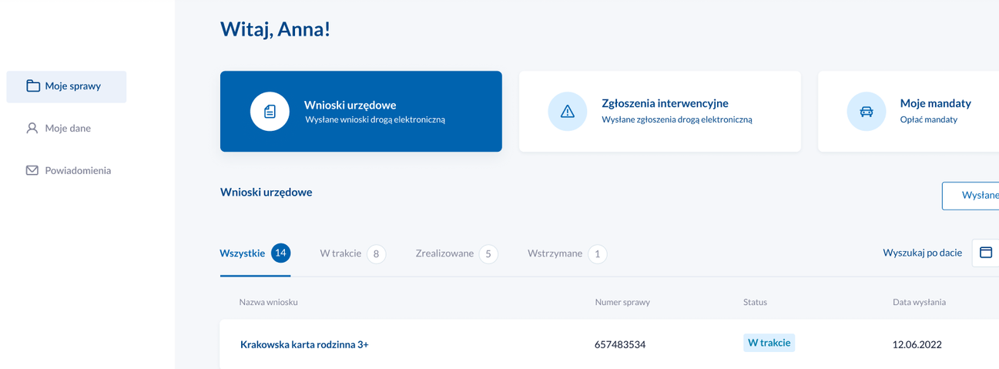 Witaj, Anna!
Moje sprawy
Moje dane
Powiadomienia
Wnioski urzędowe
Wysłane wnioski drogą elektroniczną
Zgłoszenia interwencyjne
Wysłane zgłoszenia drogą elektroniczną
Moje mandaty
Opłać mandaty
Wnioski urzędowe
Wysłane
Wszystkie 14
W trakcie 8
Zrealizowane 5
Wstrzymane 1
Wyszukaj po dacie
Nazwa wniosku
Numer sprawy
Status
Data wysłania
Krakowska karta rodzinna 3+
657483534
W trakcie
12.06.2022